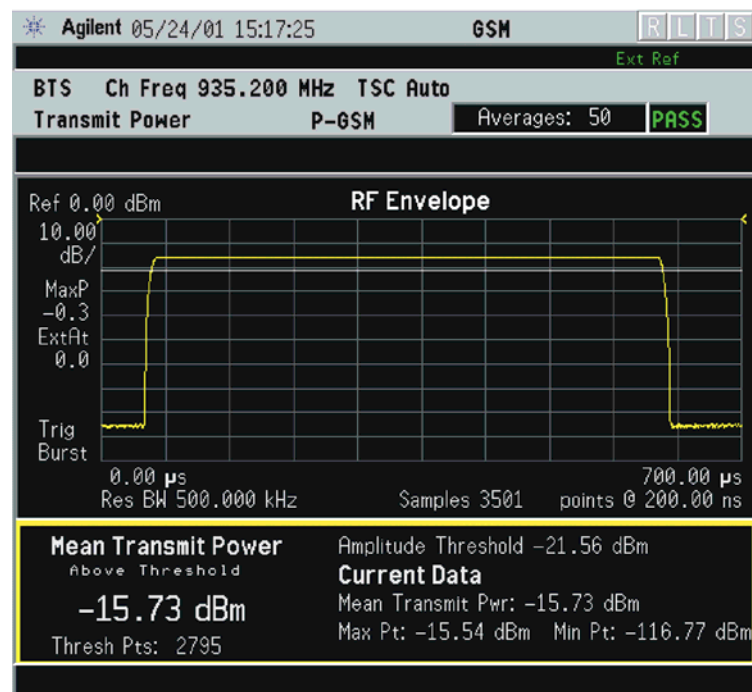 Agilent 05/24/01 15:17:25 GSM R L T S
Ext Ref
BTS Ch Freq 935.200 MHz TSC Auto
Transmit Power P-GSM Averages: 50 PASS
Ref 0.00 dBm RF Envelope
10.00
dB/
MaxP
-0.3
ExtAt
0.0
Trig
Burst
0.00 µs 700.00 µs
Res BW 500.000 kHz Samples 3501 points @ 200.00 ns
Mean Transmit Power
Above Threshold
-15.73 dBm
Thresh Pts: 2795
Amplitude Threshold -21.56 dBm
Current Data
Mean Transmit Pwr: -15.73 dBm
Max Pt: -15.54 dBm Min Pt: -116.77 dBm